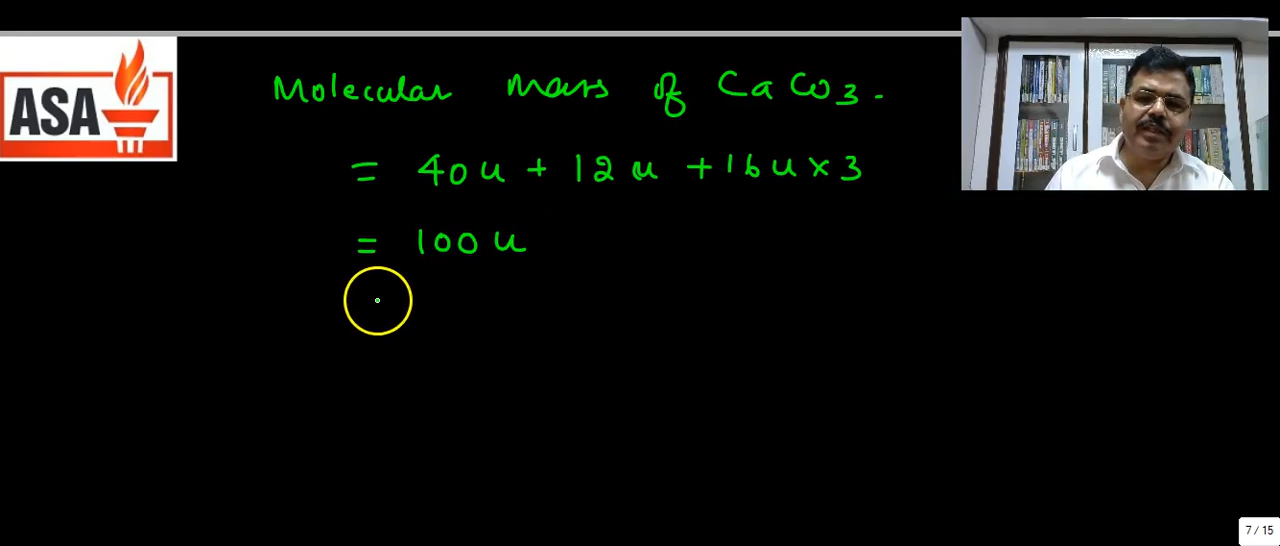 ASA
Molecular mass of CaCO3.
= 40u + 12u + 16u × 3
= 100u
7 / 15